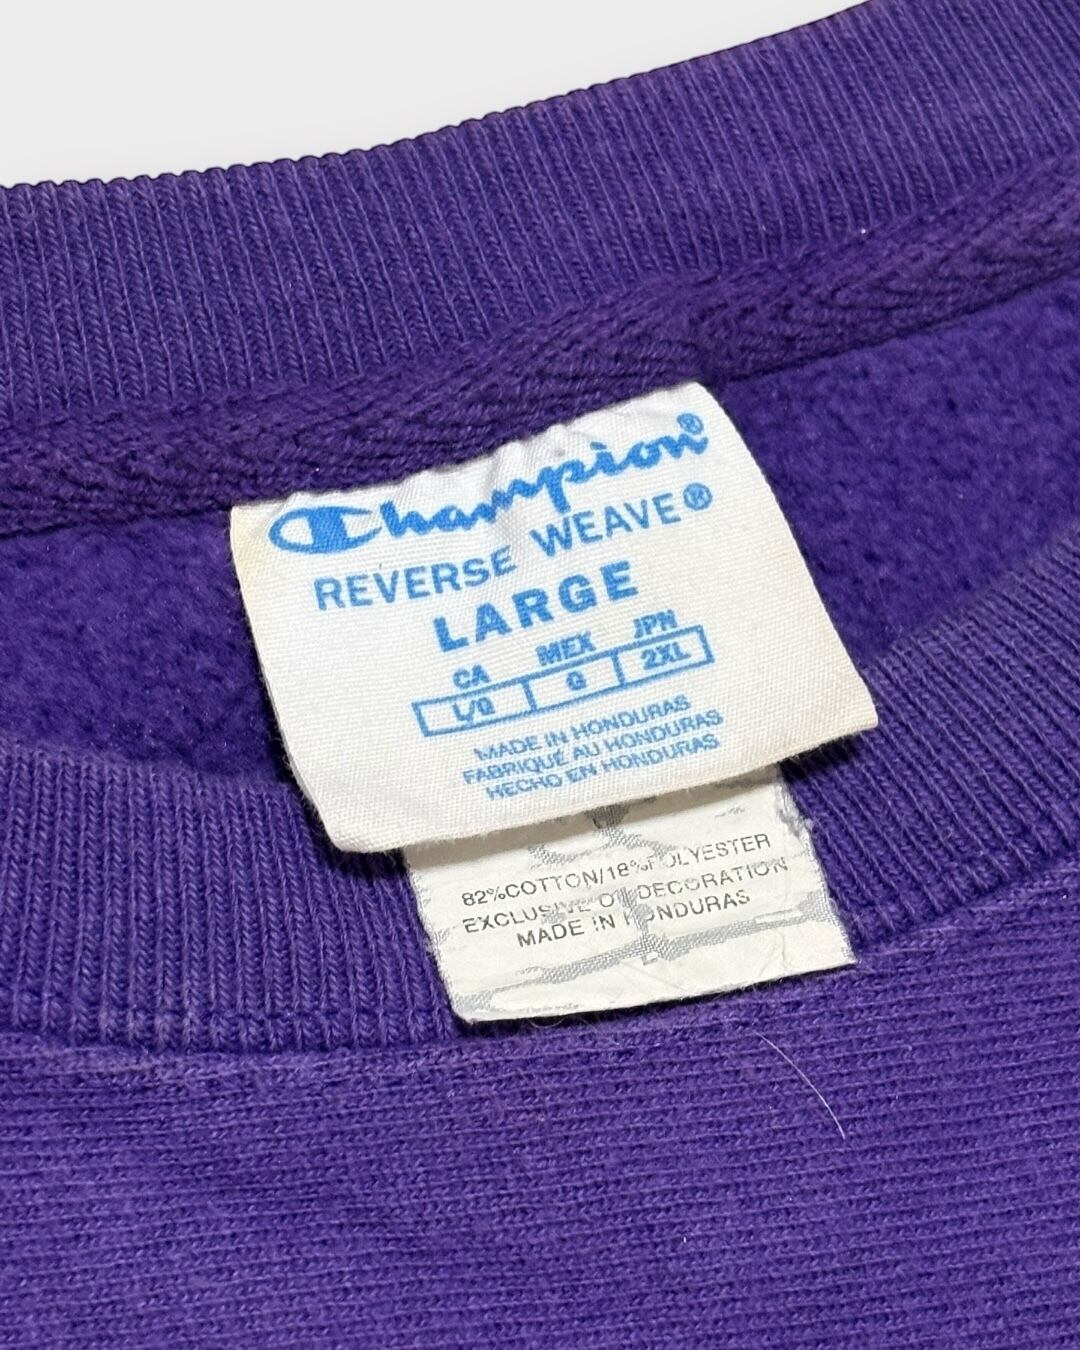 Champion®
REVERSE WEAVE®
LARGE
CA MEX JPN
L/G G 2XL
MADE IN HONDURAS
FABRIQUÉ AU HONDURAS
HECHO EN HONDURAS
82%COTTON/18%POLYESTER
EXCLUSIVE OF DECORATION
MADE IN HONDURAS
L